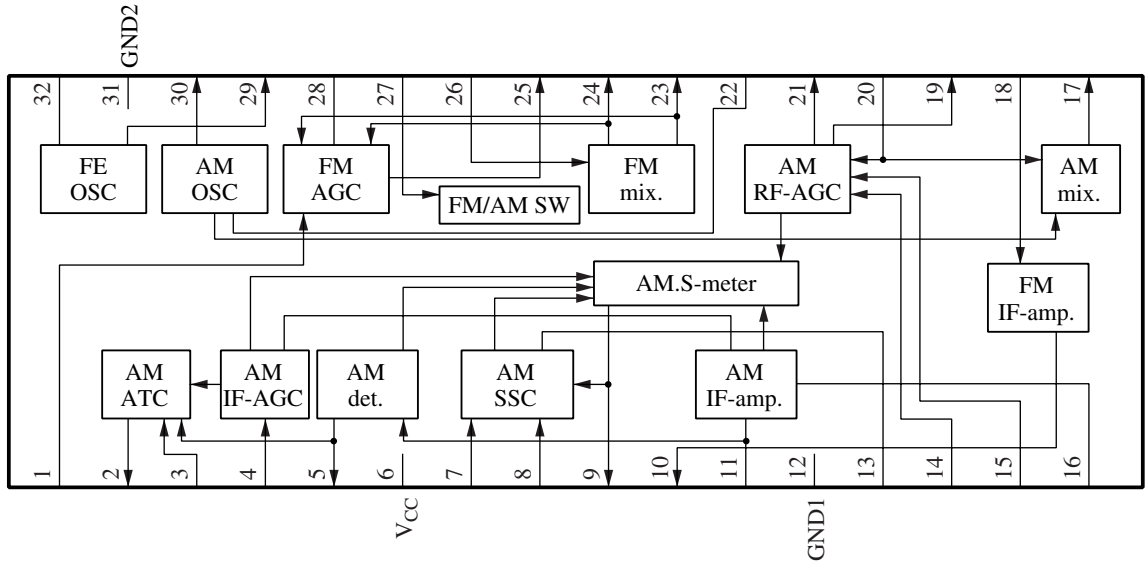 GND2
32
31
30
29
28
27
26
25
24
23
22
21
20
19
18
17
FE
OSC
AM
OSC
FM
AGC
FM/AM SW
FM
mix.
AM
RF-AGC
AM
mix.
AM.S-meter
FM
IF-amp.
AM
ATC
AM
IF-AGC
AM
det.
AM
SSC
AM
IF-amp.
1
2
3
4
5
6
7
8
9
10
11
12
13
14
15
16
VCC
GND1